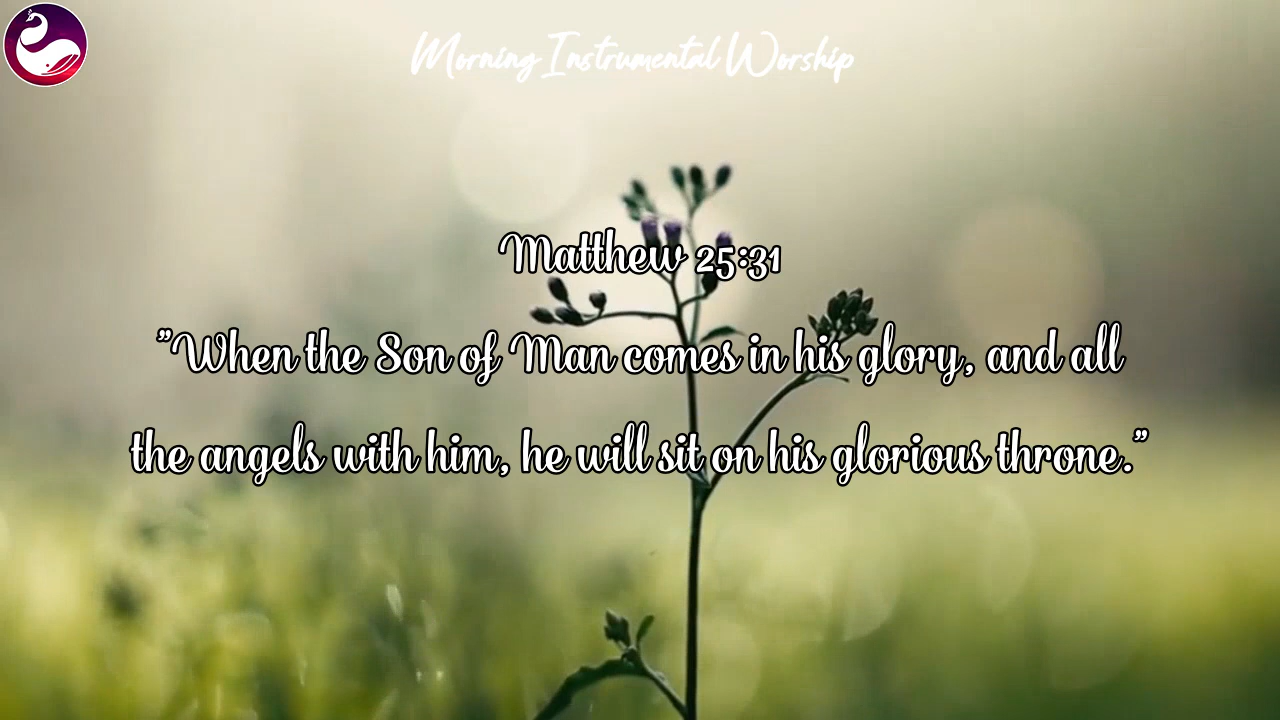 Morning Instrumental Worship
Matthew 25:31
"When the Son of Man comes in his glory, and all
the angels with him, he will sit on his glorious throne."